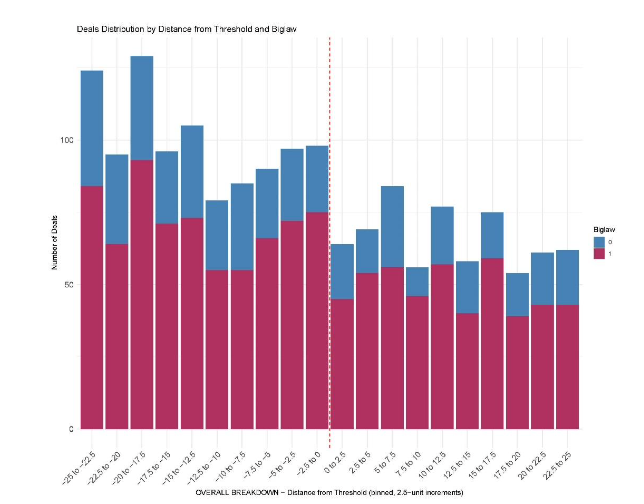 Deals Distribution by Distance from Threshold and Biglaw
100
50
0
Number of Deals
Biglaw
0
1
−25 to −22.5
−22.5 to −20
−20 to −17.5
−17.5 to −15
−15 to −12.5
−12.5 to −10
−10 to −7.5
−7.5 to −5
−5 to −2.5
−2.5 to 0
0 to 2.5
2.5 to 5
5 to 7.5
7.5 to 10
10 to 12.5
12.5 to 15
15 to 17.5
17.5 to 20
20 to 22.5
22.5 to 25
OVERALL BREAKDOWN − Distance from Threshold (binned, 2.5−unit increments)